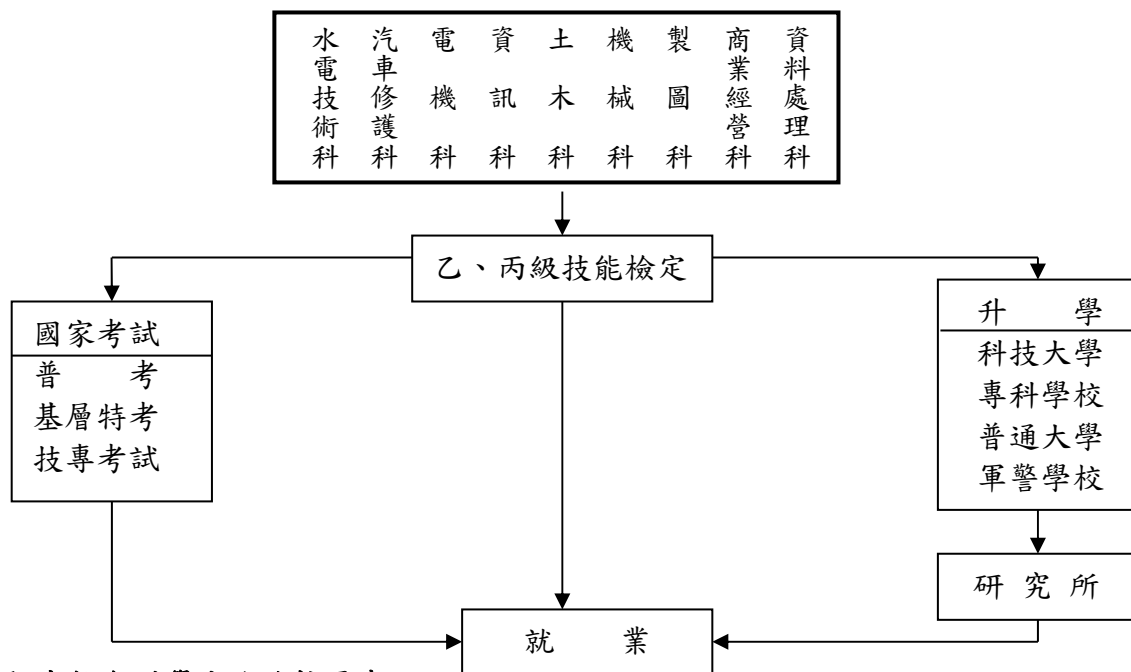 水電技術科
汽車修護科
電機科
資訊科
土木科
機械科
製圖科
商業經營科
資料處理科
乙、丙級技能檢定
國家考試
普 考
基層特考
技專考試
升 學
科技大學
專科學校
普通大學
軍警學校
研 究 所
就 業